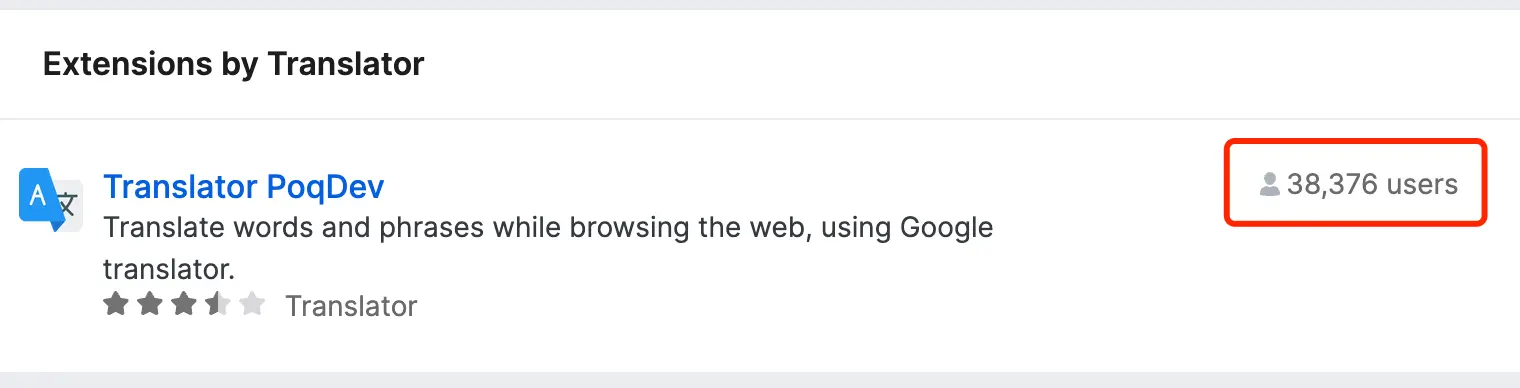 Extensions by Translator
A 文
Translator PoqDev
38,376 users
Translate words and phrases while browsing the web, using Google
translator.
Translator